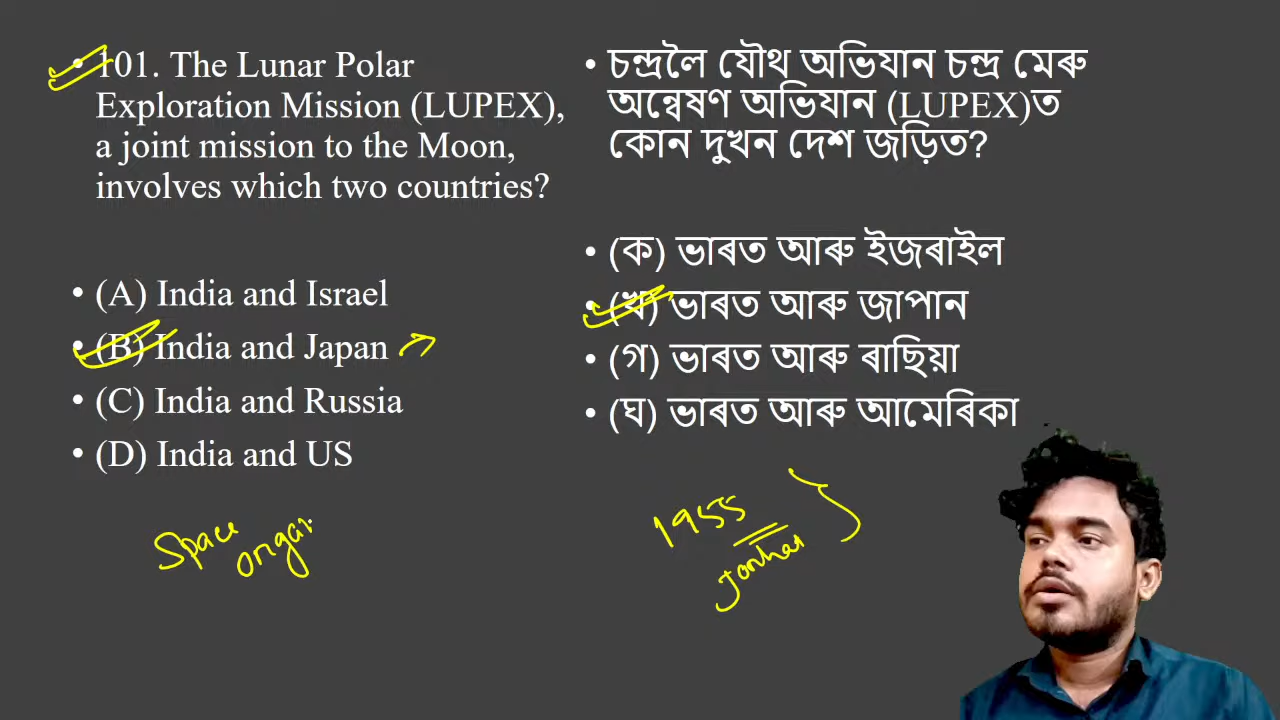 • 101. The Lunar Polar
Exploration Mission (LUPEX),
a joint mission to the Moon,
involves which two countries?
• (A) India and Israel
• (B) India and Japan
• (C) India and Russia
• (D) India and US
• চন্দ্ৰলৈ যৌথ অভিযান চন্দ্ৰ মেৰু
অন্বেষণ অভিযান (LUPEX)ত
কোন দুখন দেশ জড়িত?
• (ক) ভাৰত আৰু ইজৰাইল
• (খ) ভাৰত আৰু জাপান
• (গ) ভাৰত আৰু ৰাছিয়া
• (ঘ) ভাৰত আৰু আমেৰিকা
Space
1955